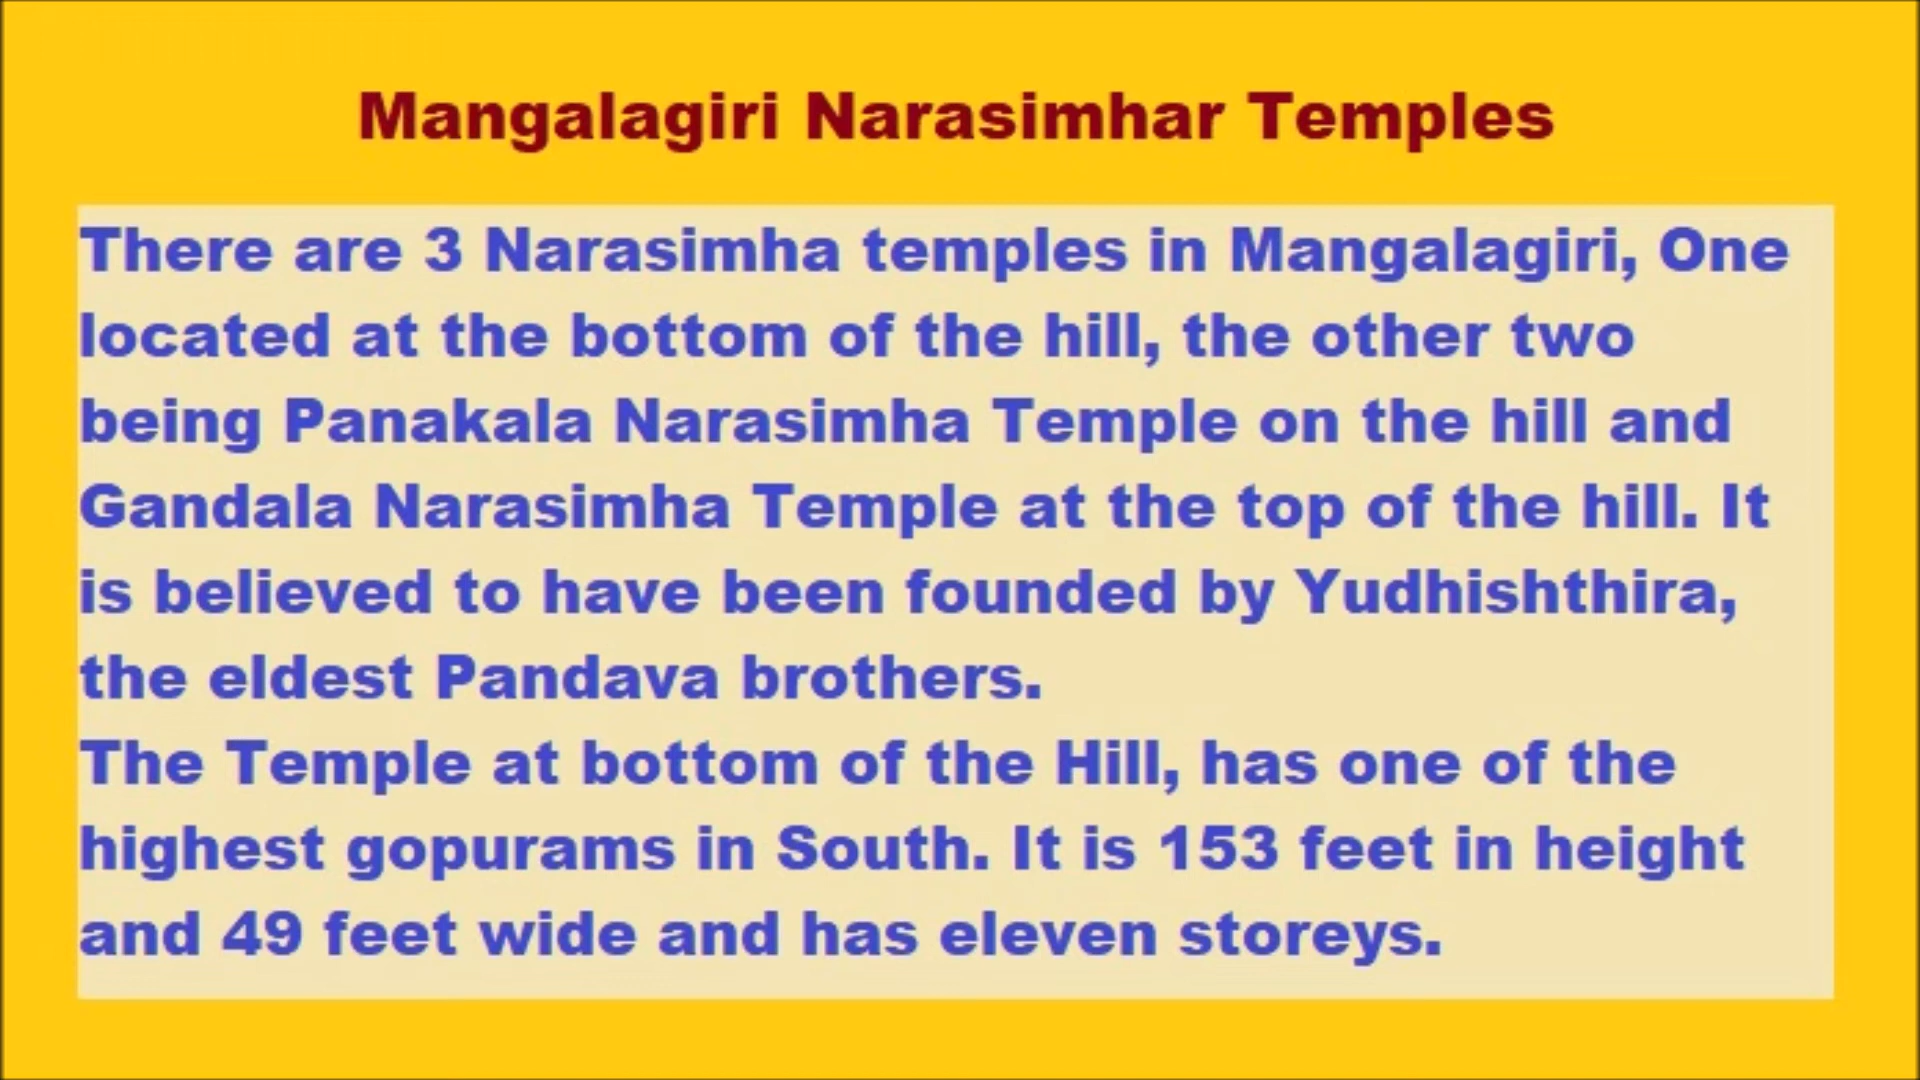 Mangalagiri Narasimhar Temples
There are 3 Narasimha temples in Mangalagiri, One
located at the bottom of the hill, the other two
being Panakala Narasimha Temple on the hill and
Gandala Narasimha Temple at the top of the hill. It
is believed to have been founded by Yudhishthira,
the eldest Pandava brothers.
The Temple at bottom of the Hill, has one of the
highest gopurams in South. It is 153 feet in height
and 49 feet wide and has eleven storeys.